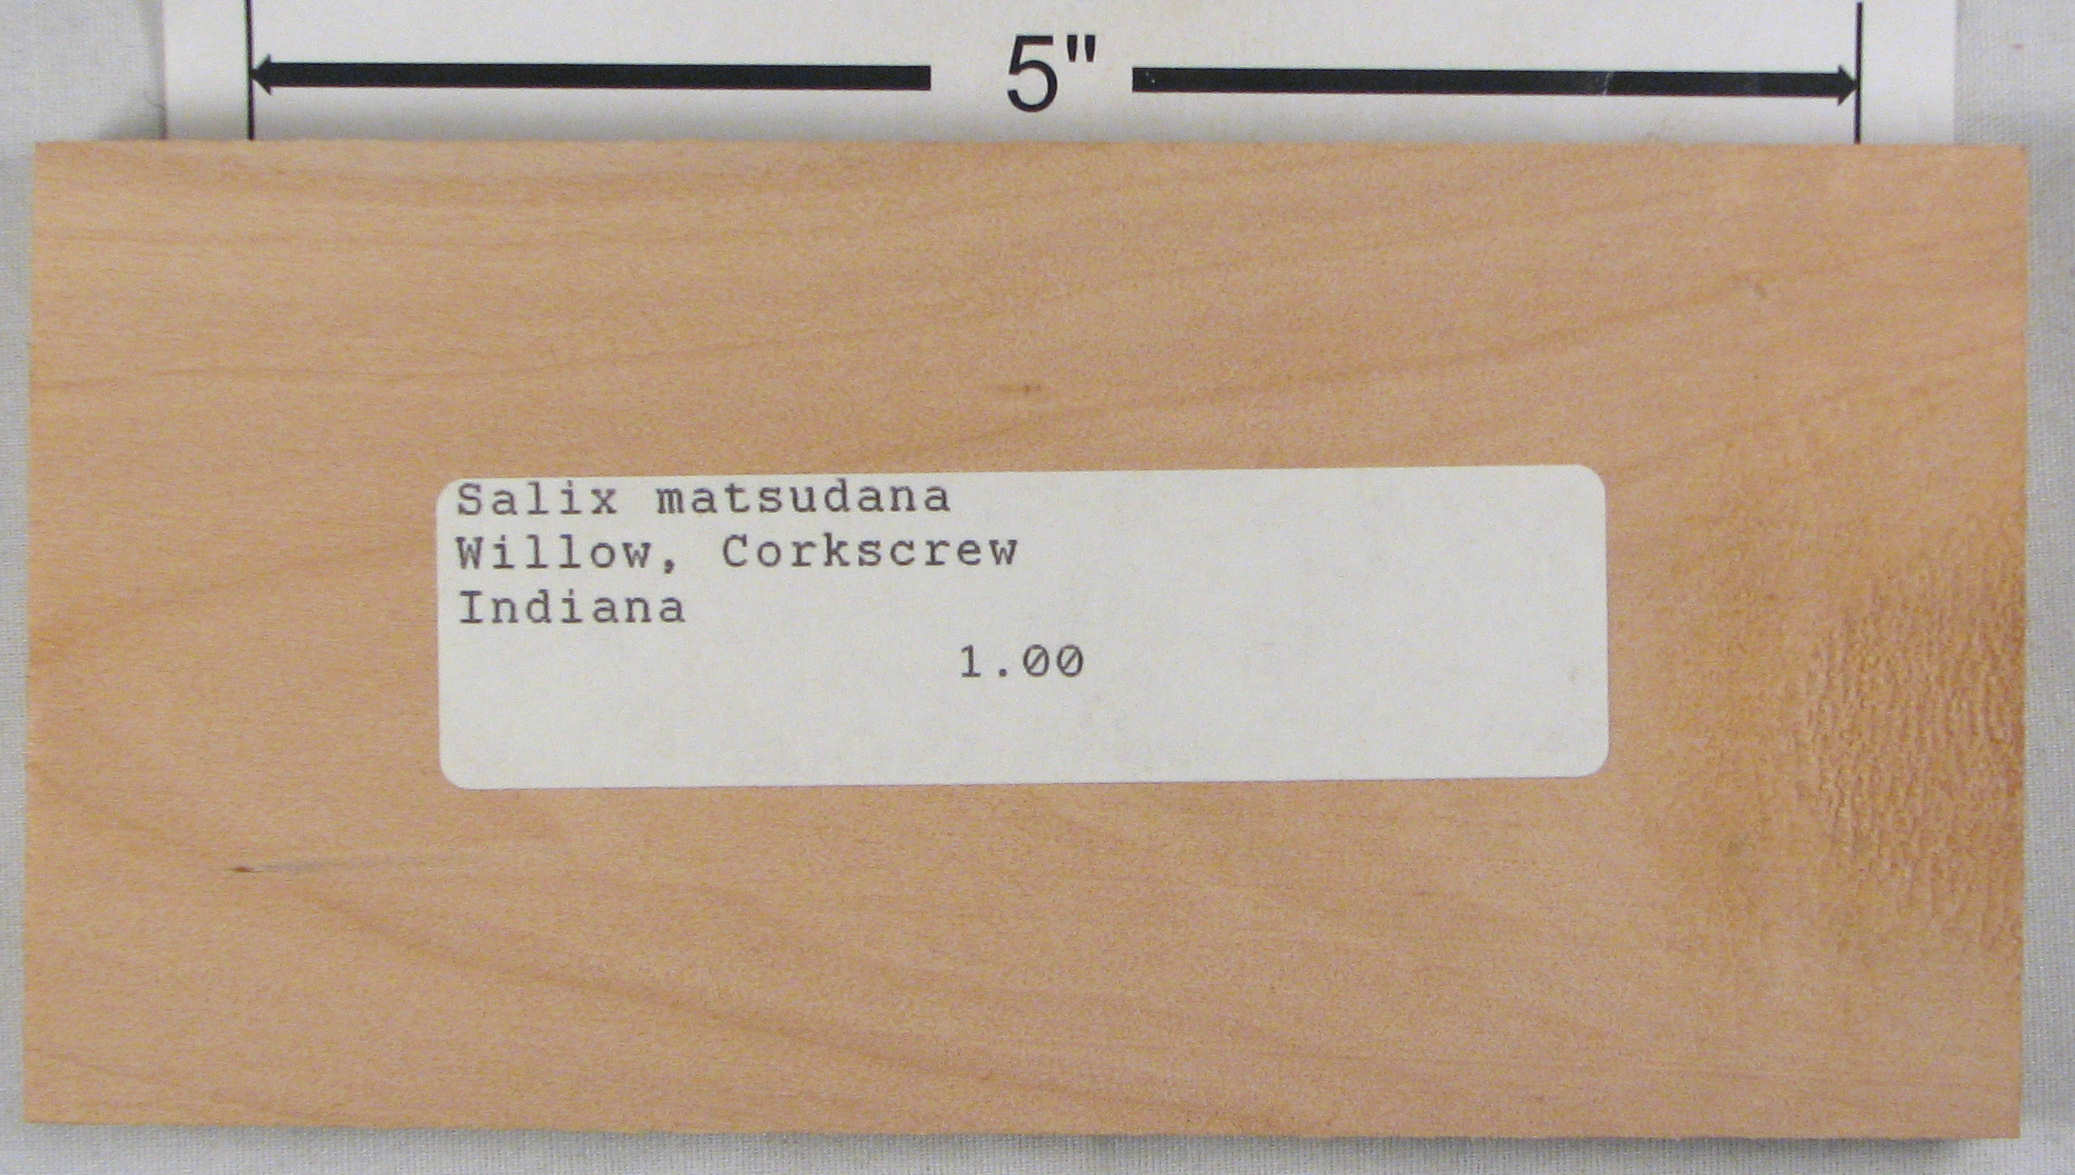 5"
Salix matsudana
Willow, Corkscrew
Indiana
1.00